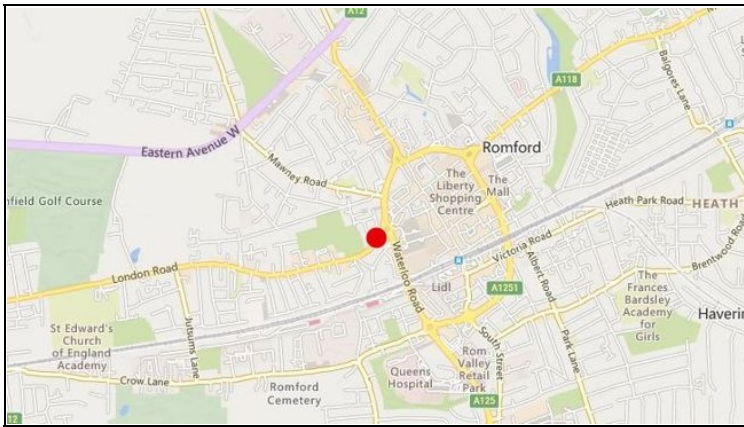 A12
A118
Balgores Lane
Eastern Avenue W
Romford
Mawney Road
The
Liberty
Shopping
Centre
The
Mall
nfield Golf Course
Heath Park Road
HEATH
London Road
Waterloo Road
Victoria Road
Brentwood Road
Albert Road
Lidl
A1251
The
Frances
Bardsley
Academy
for
Girls
Haverin
St Edward's
Church
of England
Academy
Jutsums Lane
South Street
Park Lane
Rom
Valley
Retail
Park
Crow Lane
Queens
Hospital
Romford
Cemetery
A125
12